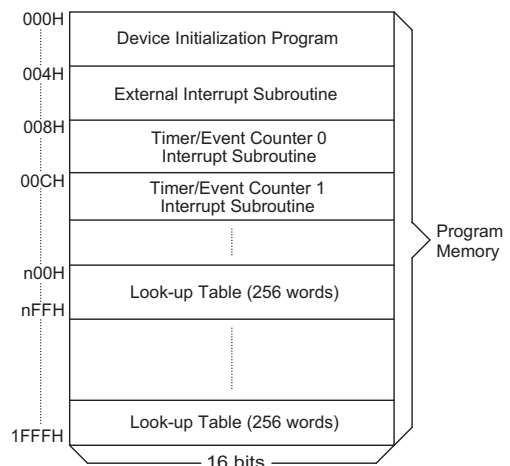 000H
Device Initialization Program
004H
External Interrupt Subroutine
008H
Timer/Event Counter 0
Interrupt Subroutine
00CH
Timer/Event Counter 1
Interrupt Subroutine
Program
Memory
n00H
Look-up Table (256 words)
nFFH
Look-up Table (256 words)
1FFFH
16 bits